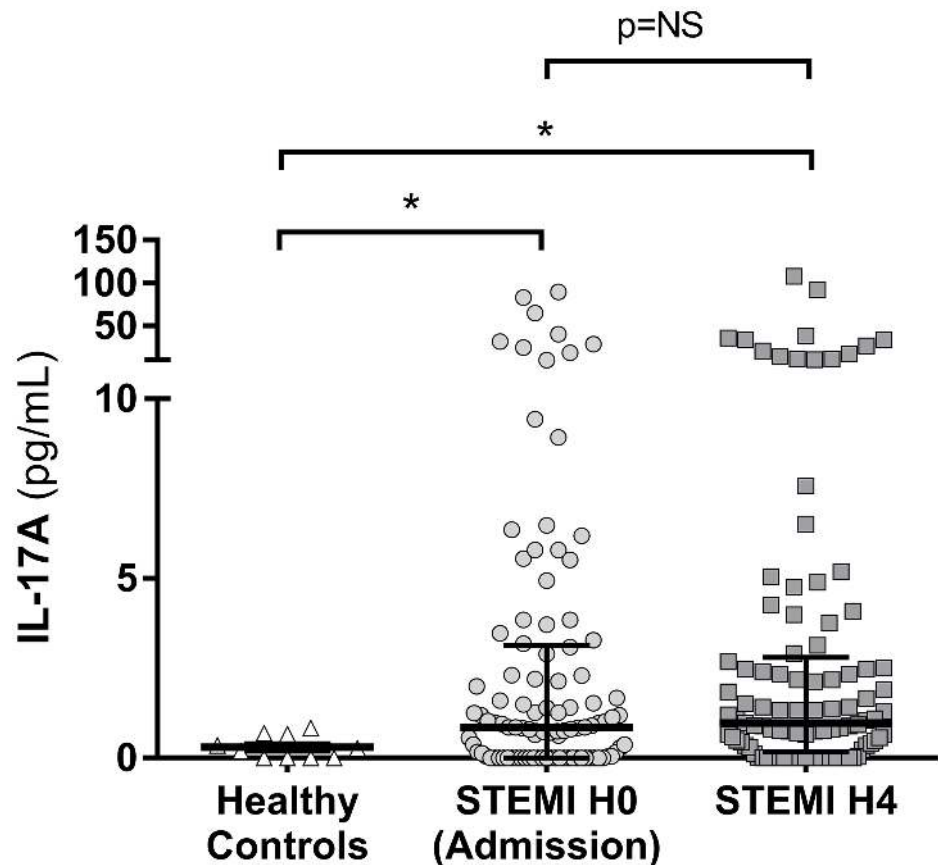 p=NS
*
*
150
100
50
10
5
0
IL-17A (pg/mL)
Healthy
Controls
STEMI H0
(Admission)
STEMI H4